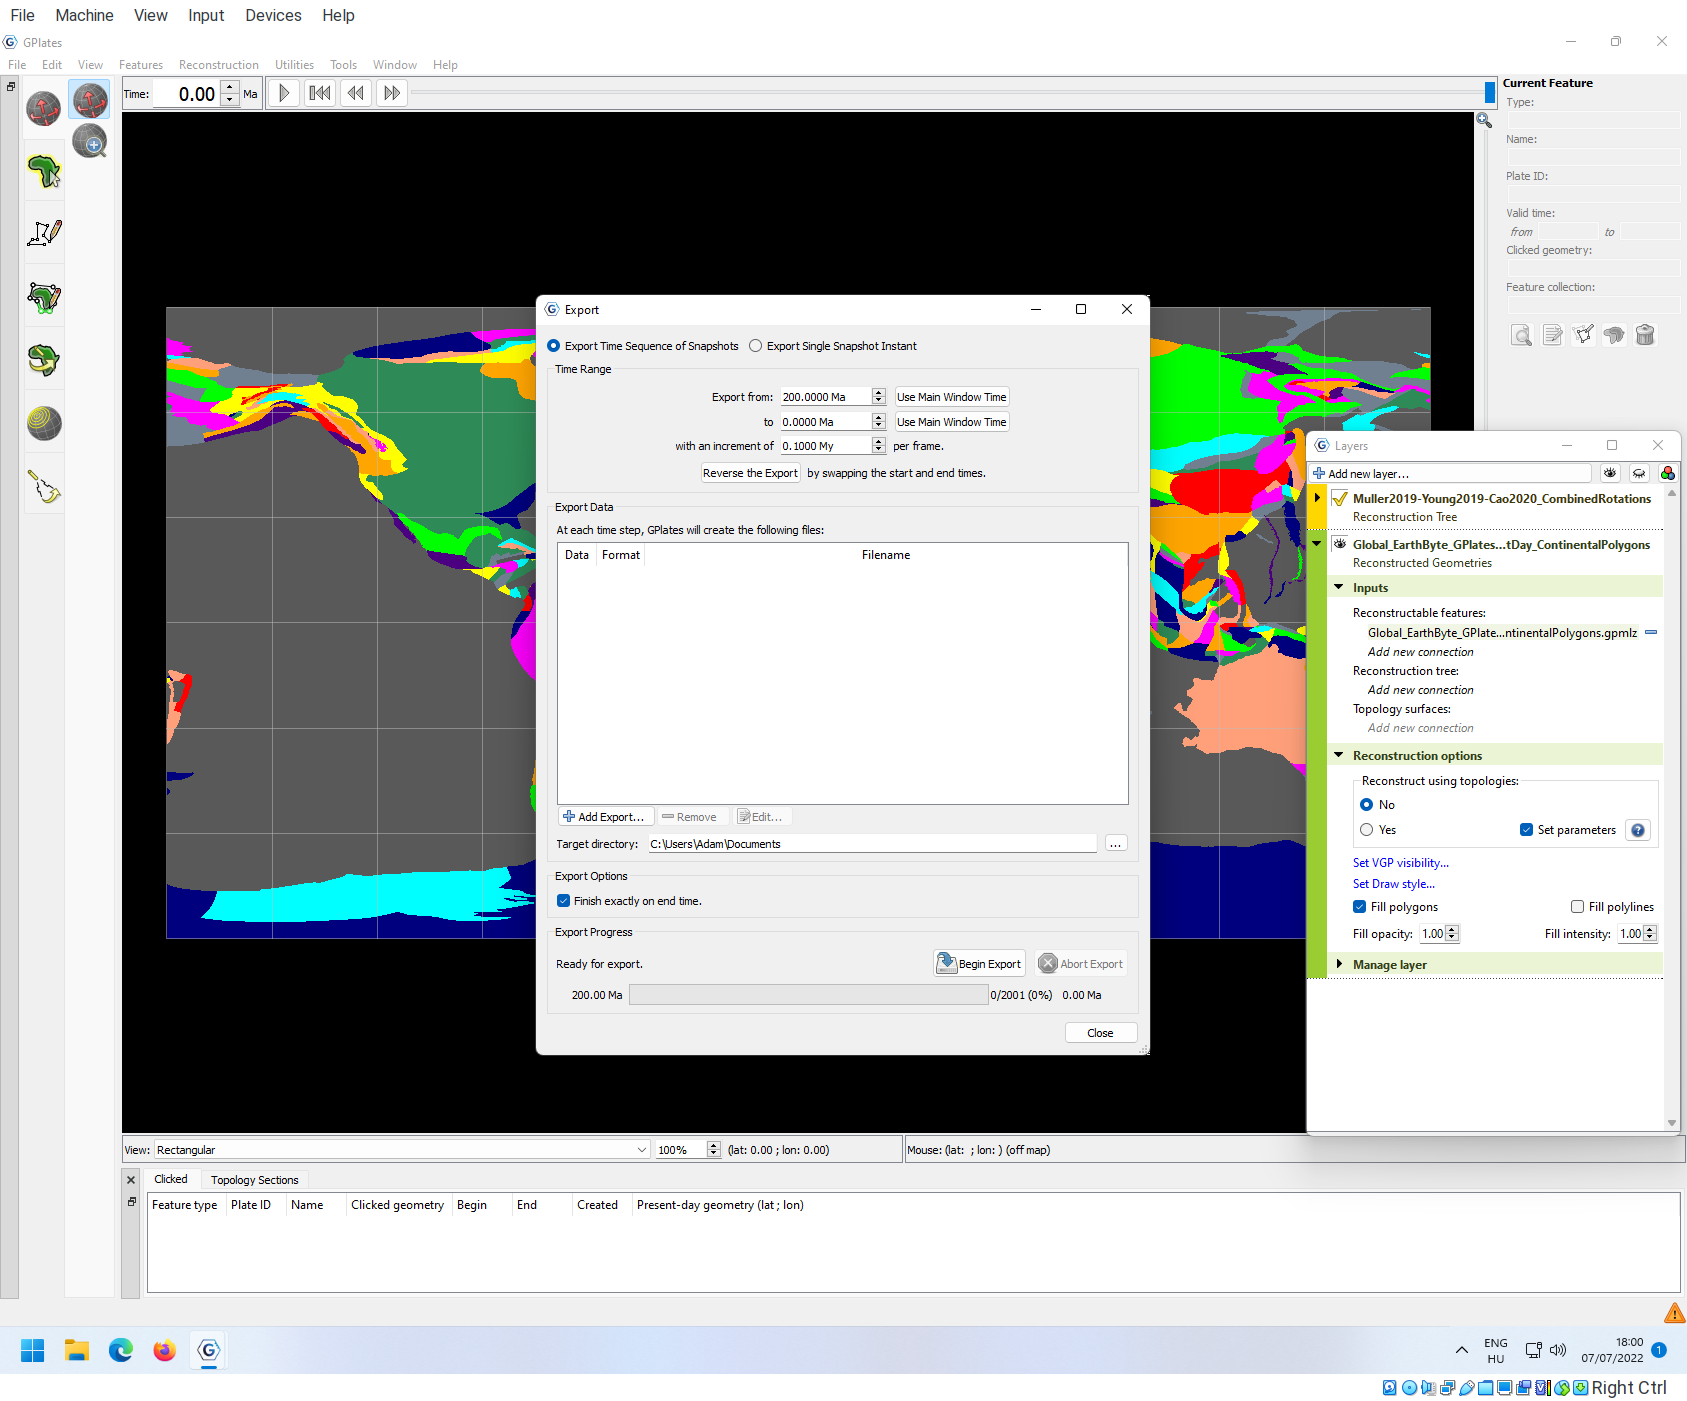 File Machine View Input Devices Help
GPlates
File Edit View Features Reconstruction Utilities Tools Window Help
Time: 0.00 Ma
Current Feature
Type:
Name:
Plate ID:
Valid time:
from to
Clicked geometry:
Feature collection:
Export
Export Time Sequence of Snapshots Export Single Snapshot Instant
Time Range
Export from: 200.0000 Ma Use Main Window Time
to 0.0000 Ma Use Main Window Time
with an increment of 0.1000 My per frame.
Reverse the Export by swapping the start and end times.
Export Data
At each time step, GPlates will create the following files:
Data Format Filename
Add Export... Remove Edit...
Target directory: C:\Users\Adam\Documents ...
Export Options
Finish exactly on end time.
Export Progress
Ready for export. Begin Export Abort Export
200.00 Ma 0/2001 (0%) 0.00 Ma
Close
Layers
Add new layer...
Muller2019-Young2019-Cao2020_CombinedRotations
Reconstruction Tree
Global_EarthByte_GPlates...tDay_ContinentalPolygons
Reconstructed Geometries
Inputs
Reconstructable features:
Global_EarthByte_GPlate...ntinentalPolygons.gpmlz
Add new connection
Reconstruction tree:
Add new connection
Topology surfaces:
Add new connection
Reconstruction options
Reconstruct using topologies:
No
Yes Set parameters ?
Set VGP visibility...
Set Draw style...
Fill polygons Fill polylines
Fill opacity: 1.00 Fill intensity: 1.00
Manage layer
View: Rectangular 100% (lat: 0.00 ; lon: 0.00) Mouse: (lat: ; lon: ) (off map)
Clicked Topology Sections
Feature type Plate ID Name Clicked geometry Begin End Created Present-day geometry (lat ; lon)
ENG
HU
18:00
07/07/2022
1
Right Ctrl